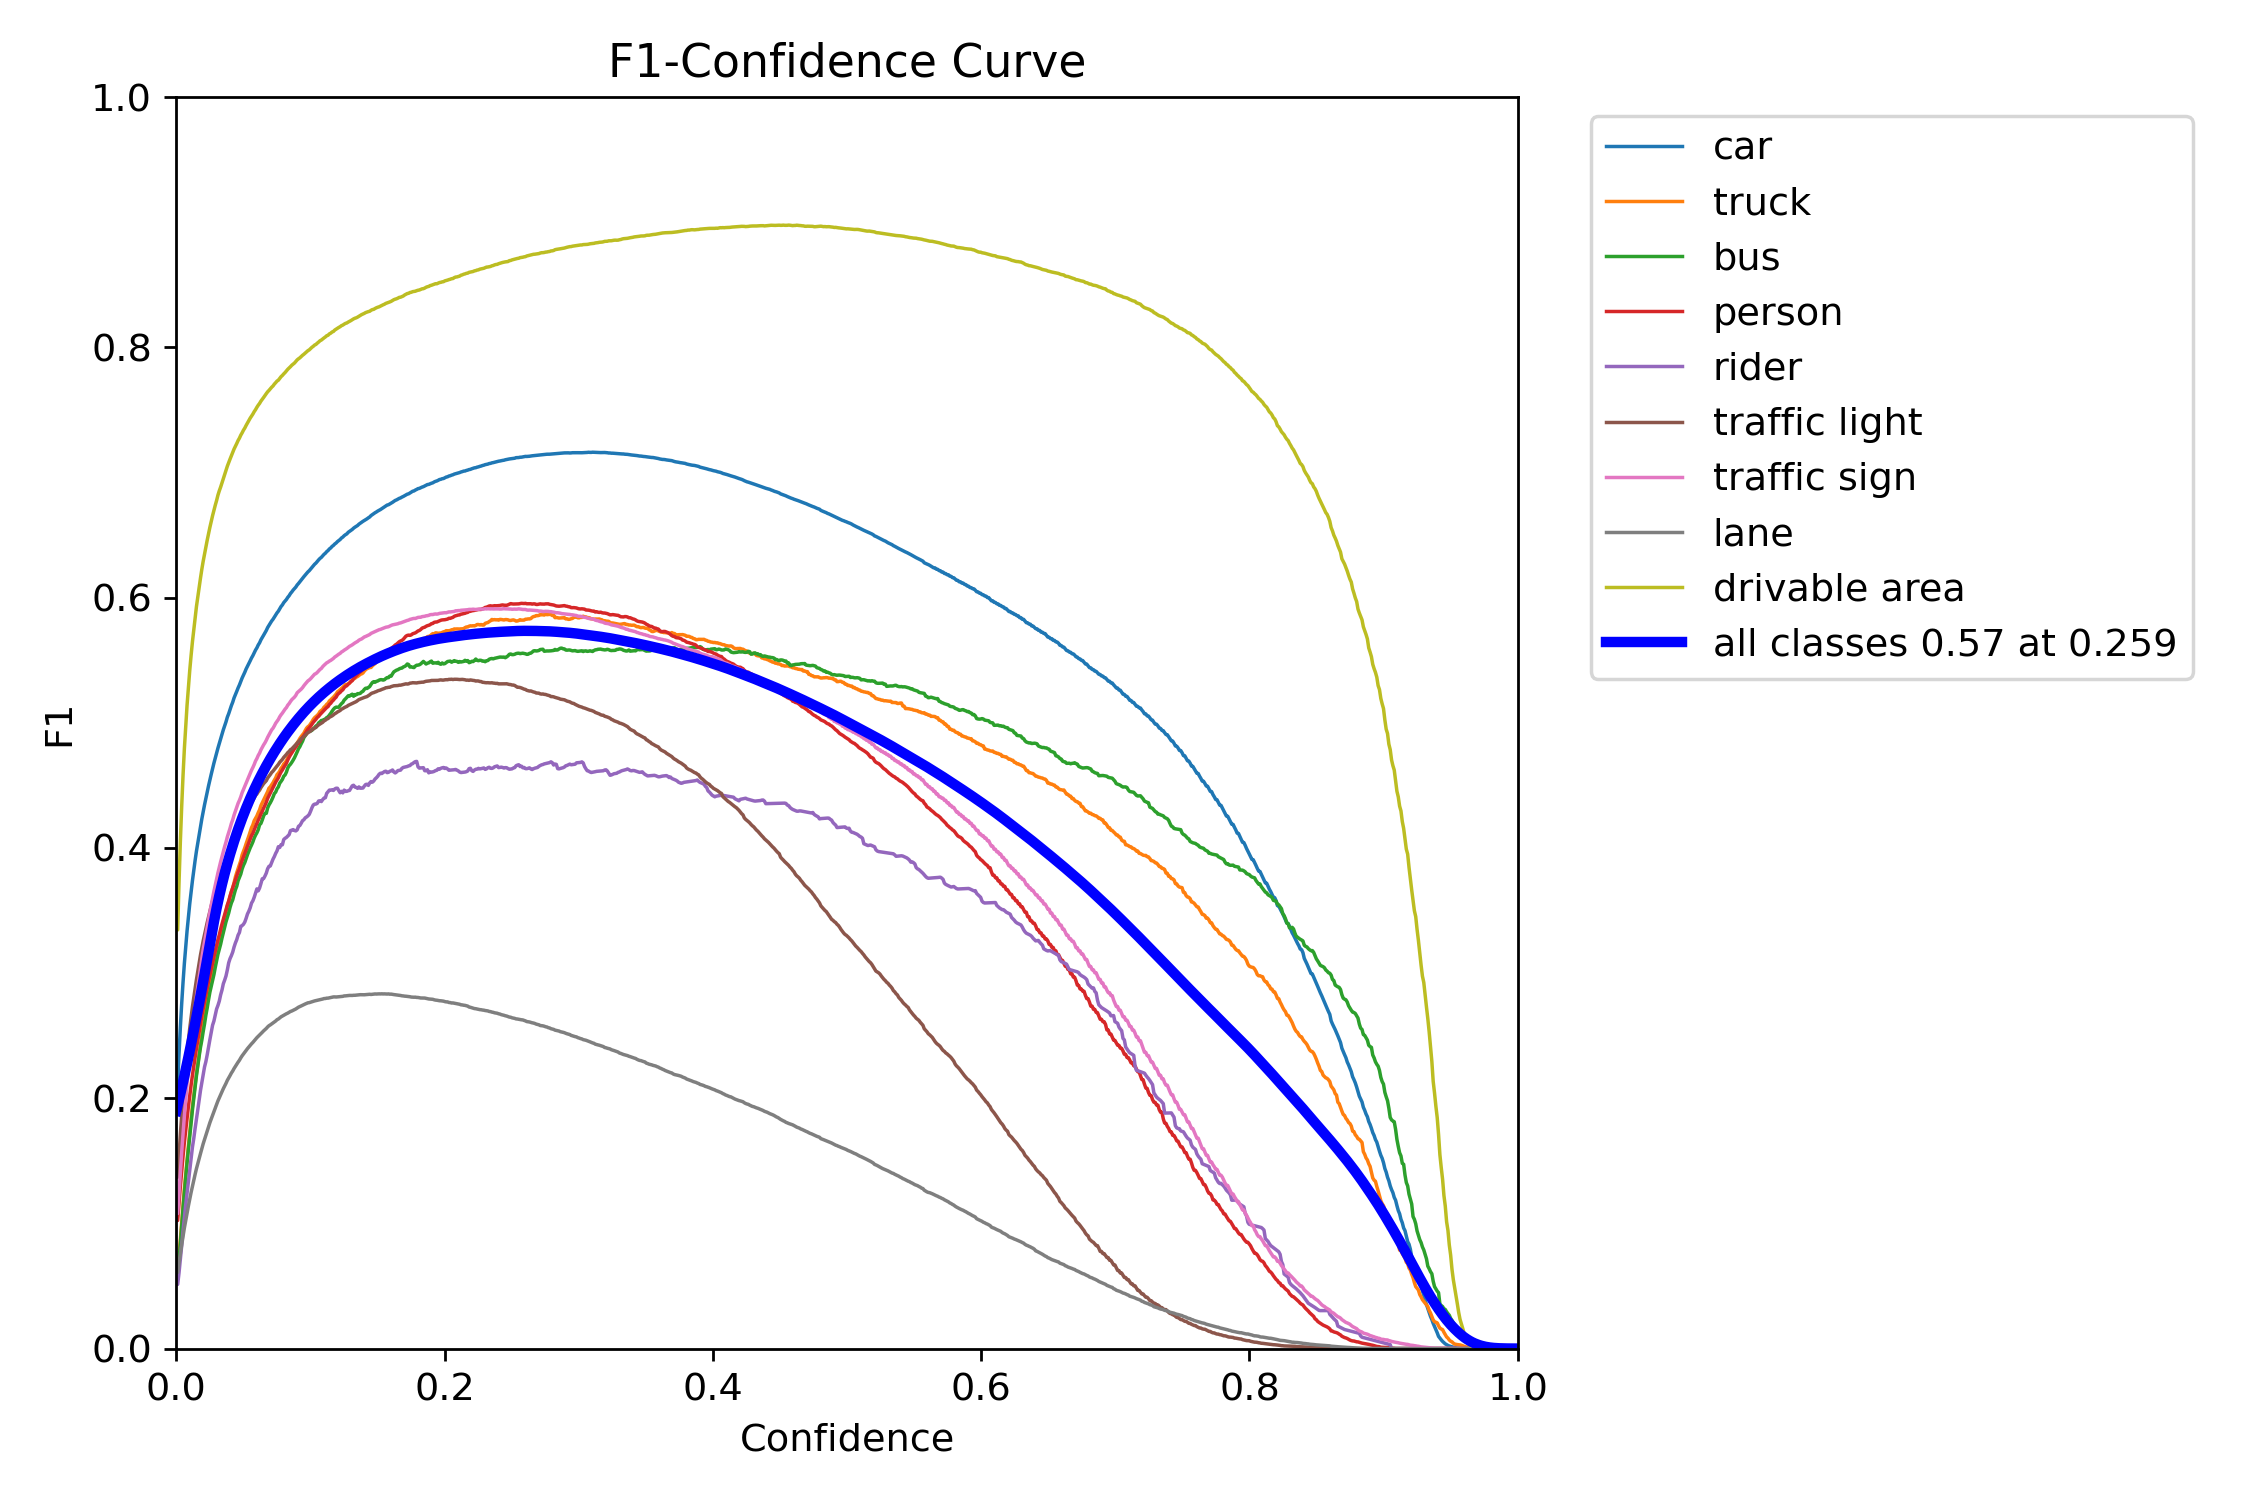 F1-Confidence Curve
1.0
0.8
0.6
0.4
0.2
0.0
F1
0.0 0.2 0.4 0.6 0.8 1.0
Confidence
car
truck
bus
person
rider
traffic light
traffic sign
lane
drivable area
all classes 0.57 at 0.259